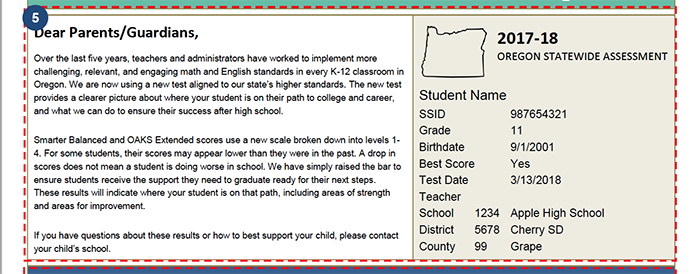 5
Dear Parents/Guardians,
Over the last five years, teachers and administrators have worked to implement more
challenging, relevant, and engaging math and English standards in every K-12 classroom in
Oregon. We are now using a new test aligned to our state's higher standards. The new test
provides a clearer picture about where your student is on their path to college and career,
and what we can do to ensure their success after high school.
Smarter Balanced and OAKS Extended scores use a new scale broken down into levels 1-
4. For some students, their scores may appear lower than they were in the past. A drop in
scores does not mean a student is doing worse in school. We have simply raised the bar to
ensure students receive the support they need to graduate ready for their next steps.
These results will indicate where your student is on that path, including areas of strength
and areas for improvement.
If you have questions about these results or how to best support your child, please contact
your child's school.
2017-18
OREGON STATEWIDE ASSESSMENT
Student Name
SSID 987654321
Grade 11
Birthdate 9/1/2001
Best Score Yes
Test Date 3/13/2018
Teacher
School 1234 Apple High School
District 5678 Cherry SD
County 99 Grape